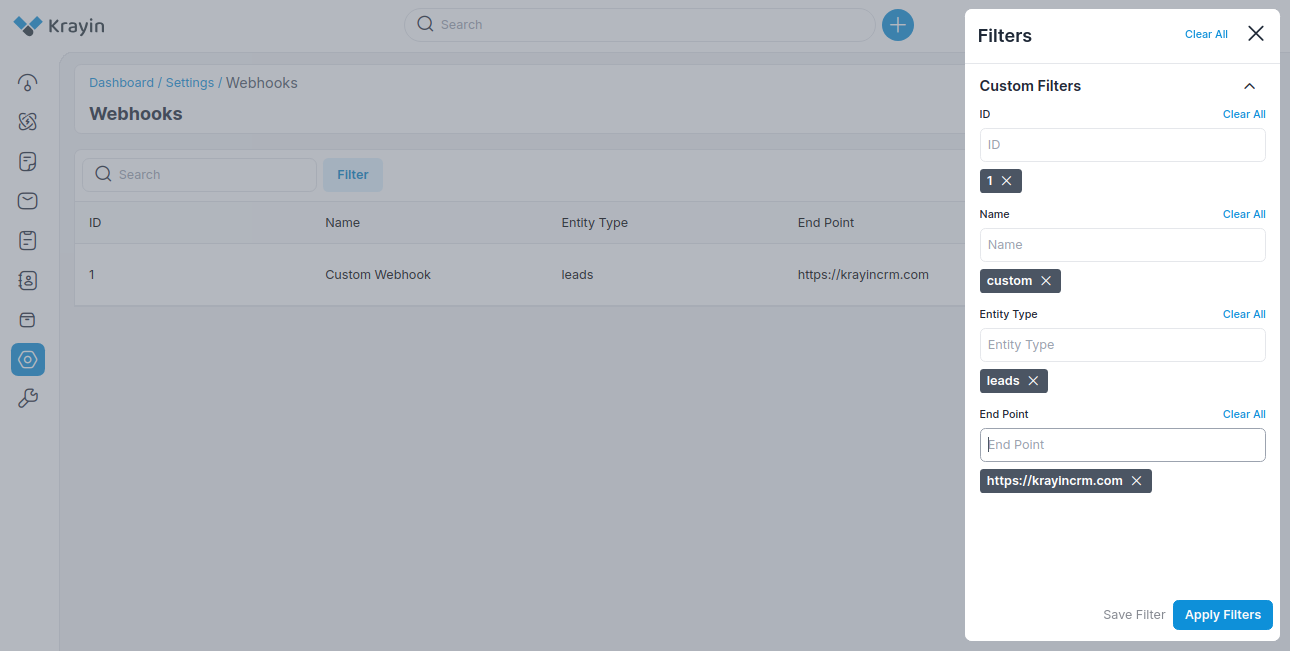 Krayin
Search
Dashboard / Settings / Webhooks
Webhooks
Search
Filter
ID Name Entity Type End Point
1 Custom Webhook leads https://krayincrm.com
Filters
Clear All
Custom Filters
ID
Clear All
ID
1
Name
Clear All
Name
custom
Entity Type
Clear All
Entity Type
leads
End Point
Clear All
End Point
https://krayincrm.com
Save Filter
Apply Filters